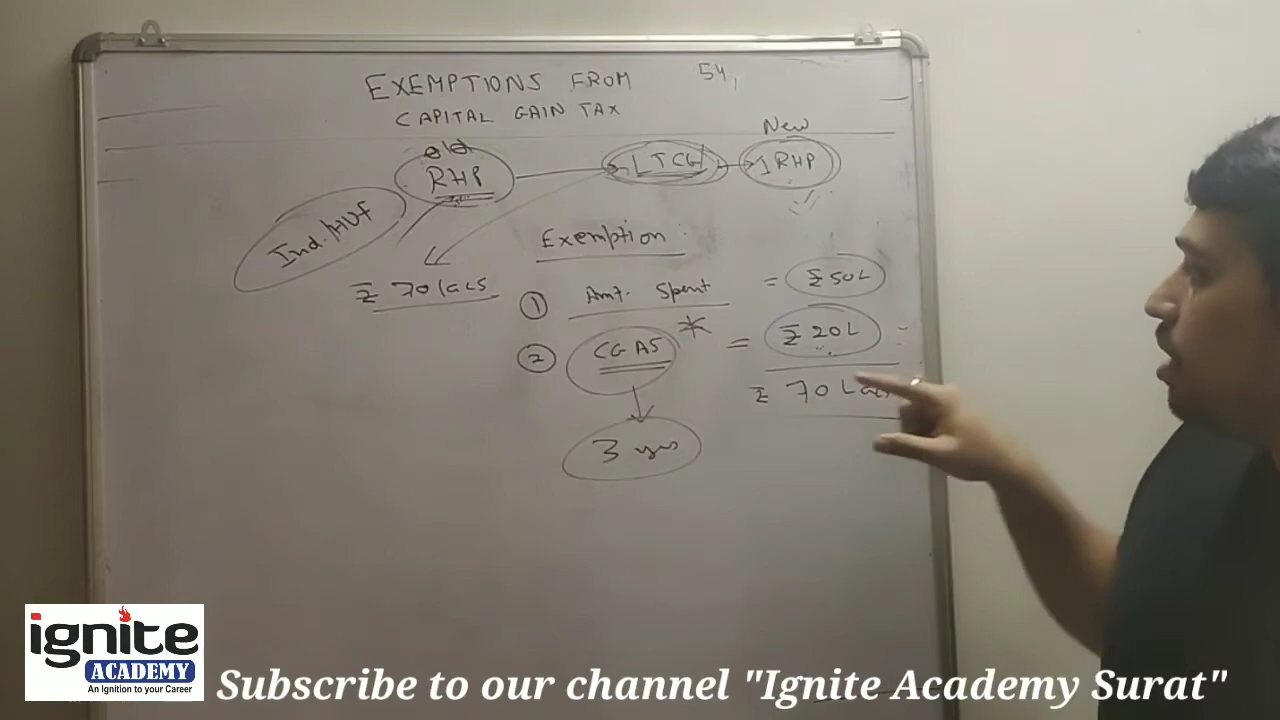 EXEMPTIONS FROM 54,
CAPITAL GAIN TAX
Old New
RHP LTCG 1 RHP
Ind./HUF
Exemption
₹ 70 lacs
① Amt. Spent = ₹ 50L
② CGAS * = ₹ 20L
₹ 70 Lacs
3 yrs
ignite
ACADEMY
An Ignition to your Career
Subscribe to our channel "Ignite Academy Surat"